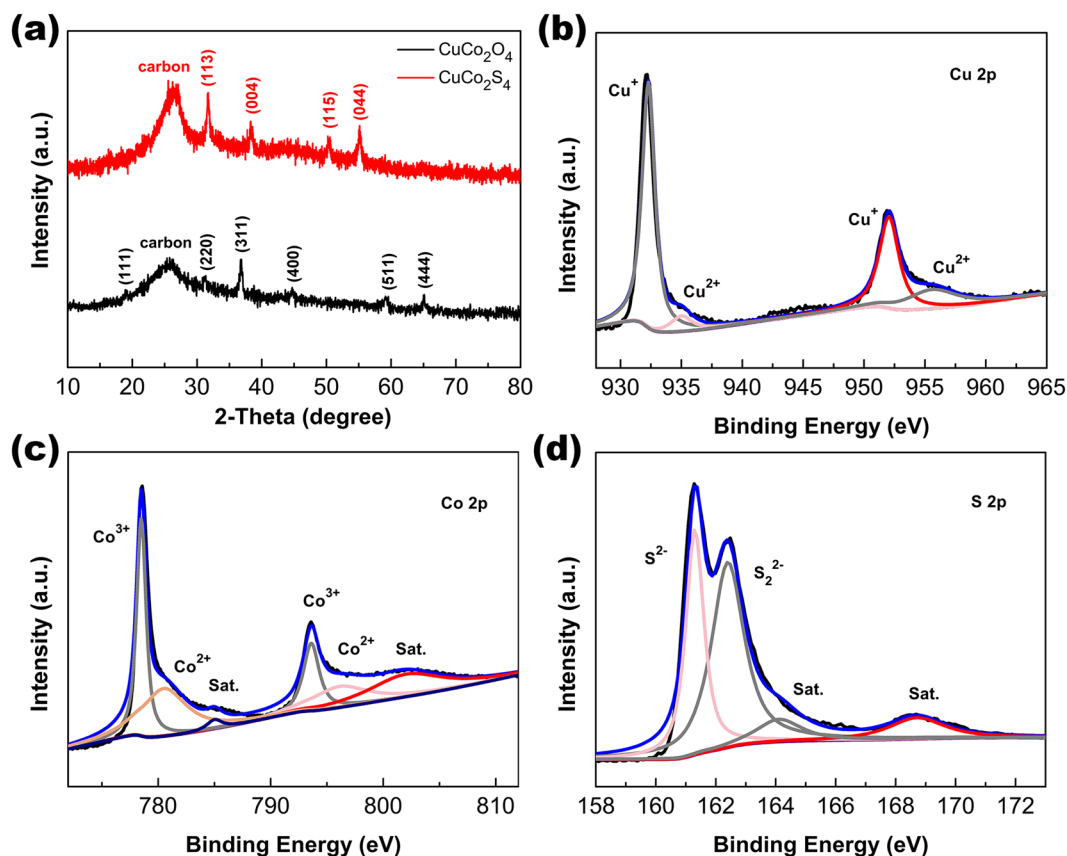 (a)
CuCo₂O₄
CuCo₂S₄
carbon
(113)
(004)
(115)
(044)
(111)
carbon
(220)
(311)
(400)
(511)
(444)
Intensity (a.u.)
10 20 30 40 50 60 70 80
2-Theta (degree)
(b)
Cu 2p
Cu⁺
Cu²⁺
Cu⁺
Cu²⁺
Intensity (a.u.)
930 935 940 945 950 955 960 965
Binding Energy (eV)
(c)
Co 2p
Co³⁺
Co²⁺
Sat.
Co³⁺
Co²⁺
Sat.
Intensity (a.u.)
780 790 800 810
Binding Energy (eV)
(d)
S 2p
S²⁻
S₂²⁻
Sat.
Sat.
Intensity (a.u.)
158 160 162 164 166 168 170 172
Binding Energy (eV)